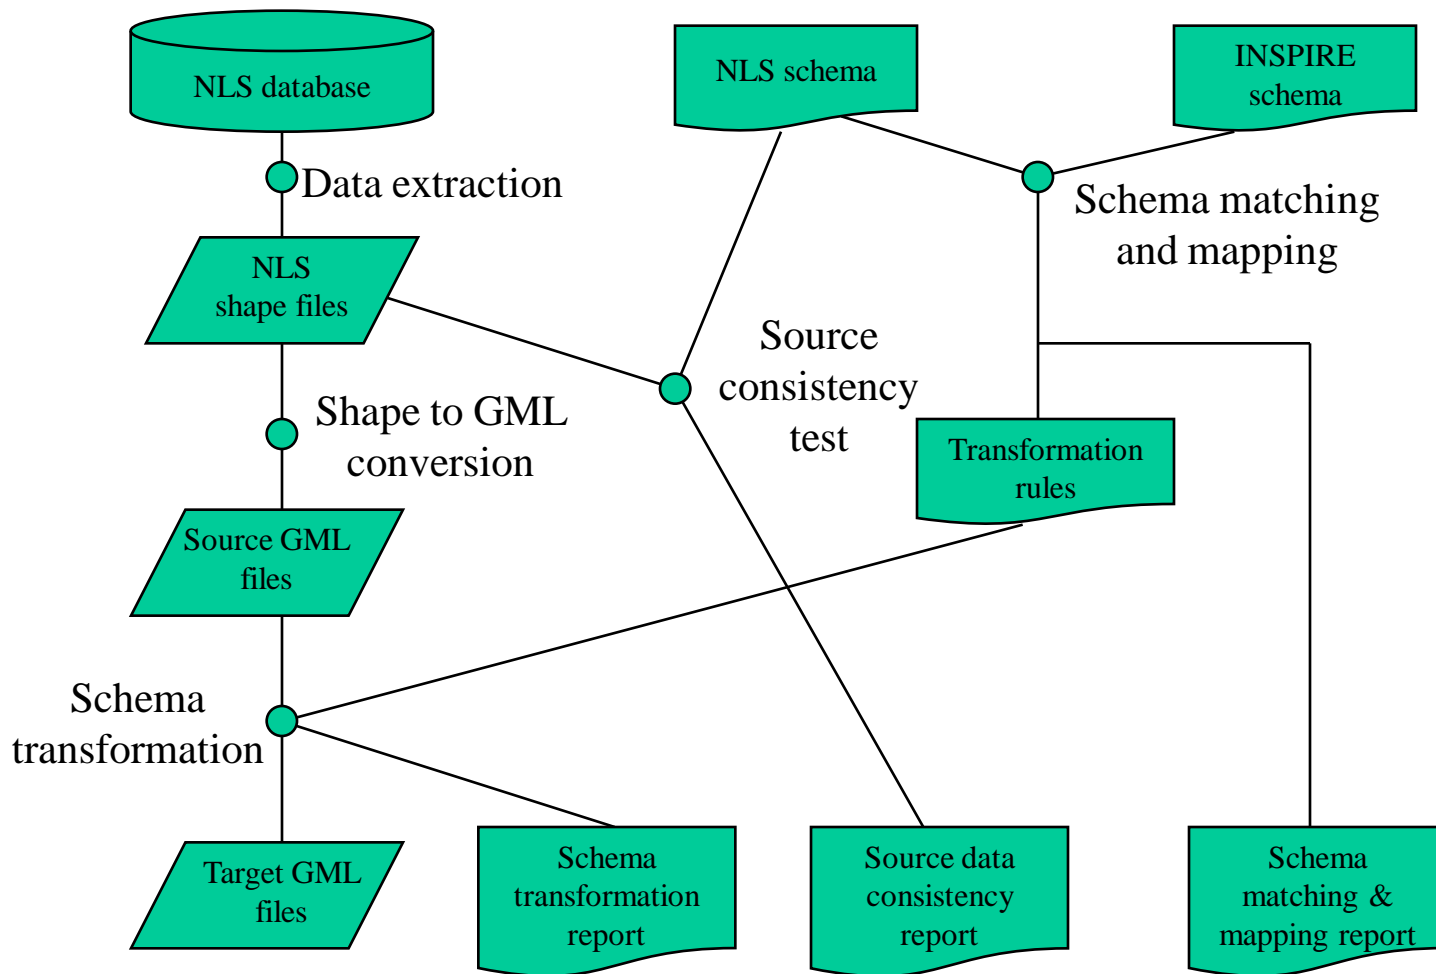 NLS database
NLS schema
INSPIRE
schema
Data extraction
Schema matching
and mapping
NLS
shape files
Source
consistency
test
Shape to GML
conversion
Transformation
rules
Source GML
files
Schema
transformation
Target GML
files
Schema
transformation
report
Source data
consistency
report
Schema
matching &
mapping report